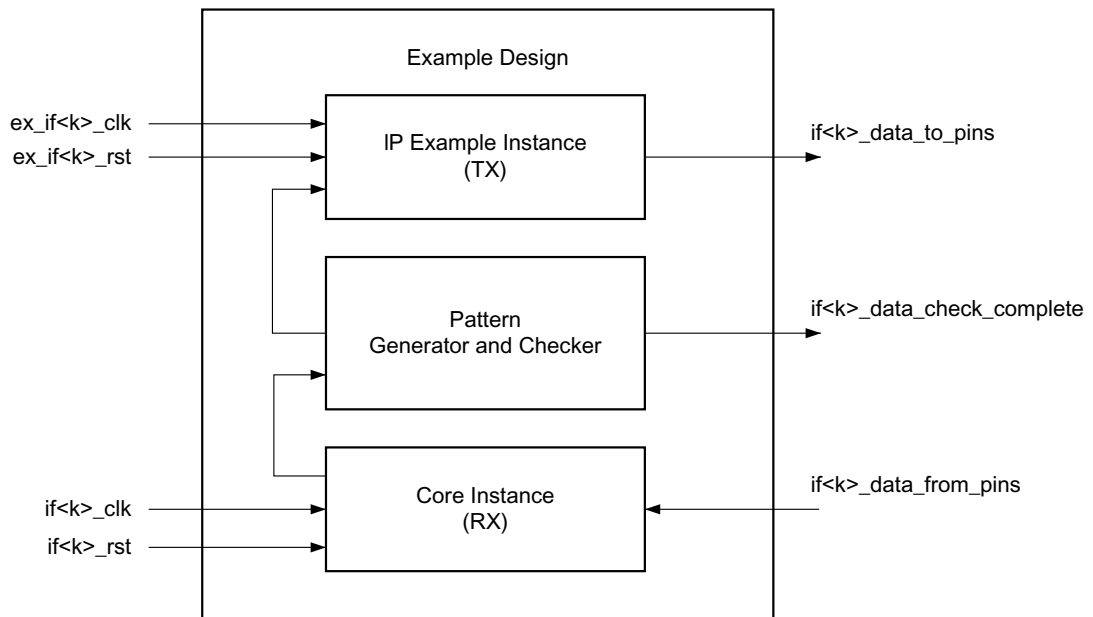 Example Design
ex_if<k>_clk
ex_if<k>_rst
IP Example Instance
(TX)
if<k>_data_to_pins
Pattern
Generator and Checker
if<k>_data_check_complete
if<k>_clk
if<k>_rst
Core Instance
(RX)
if<k>_data_from_pins